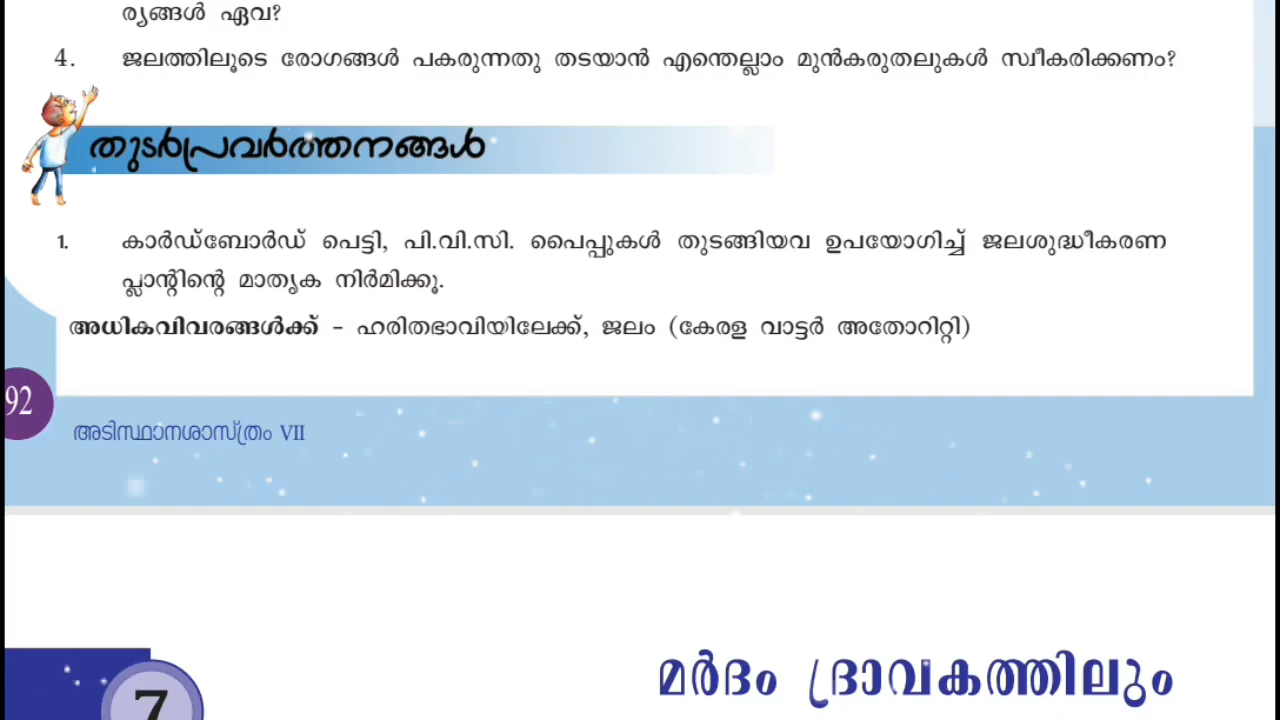 ര്യങ്ങൾ ഏവ?
4. ജലത്തിലൂടെ രോഗങ്ങൾ പകരുന്നതു തടയാൻ എന്തെല്ലാം മുൻകരുതലുകൾ സ്വീകരിക്കണം?
തുടർപ്രവർത്തനങ്ങൾ
1. കാർഡ്ബോർഡ് പെട്ടി, പി.വി.സി. പൈപ്പുകൾ തുടങ്ങിയവ ഉപയോഗിച്ച് ജലശുദ്ധീകരണ
പ്ലാന്റിന്റെ മാതൃക നിർമിക്കൂ.
അധികവിവരങ്ങൾക്ക് - ഹരിതഭാവിയിലേക്ക്, ജലം (കേരള വാട്ടർ അതോറിറ്റി)
92
അടിസ്ഥാനശാസ്ത്രം VII
മർദം ദ്രാവകത്തിലും
7